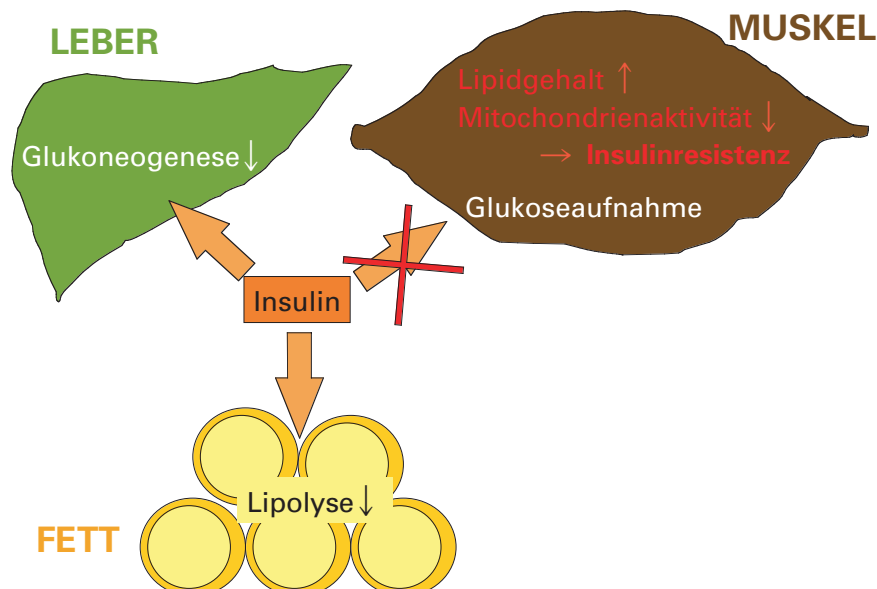 LEBER
MUSKEL
Lipidgehalt ↑
Mitochondrienaktivität ↓
→ Insulinresistenz
Glukoneogenese ↓
Glukoseaufnahme
Insulin
Lipolyse ↓
FETT